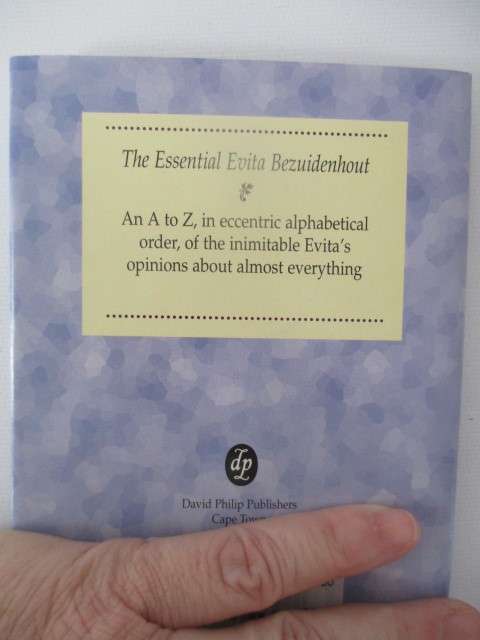 The Essential Evita Bezuidenhout
An A to Z, in eccentric alphabetical
order, of the inimitable Evita's
opinions about almost everything
dp
David Philip Publishers
Cape Town